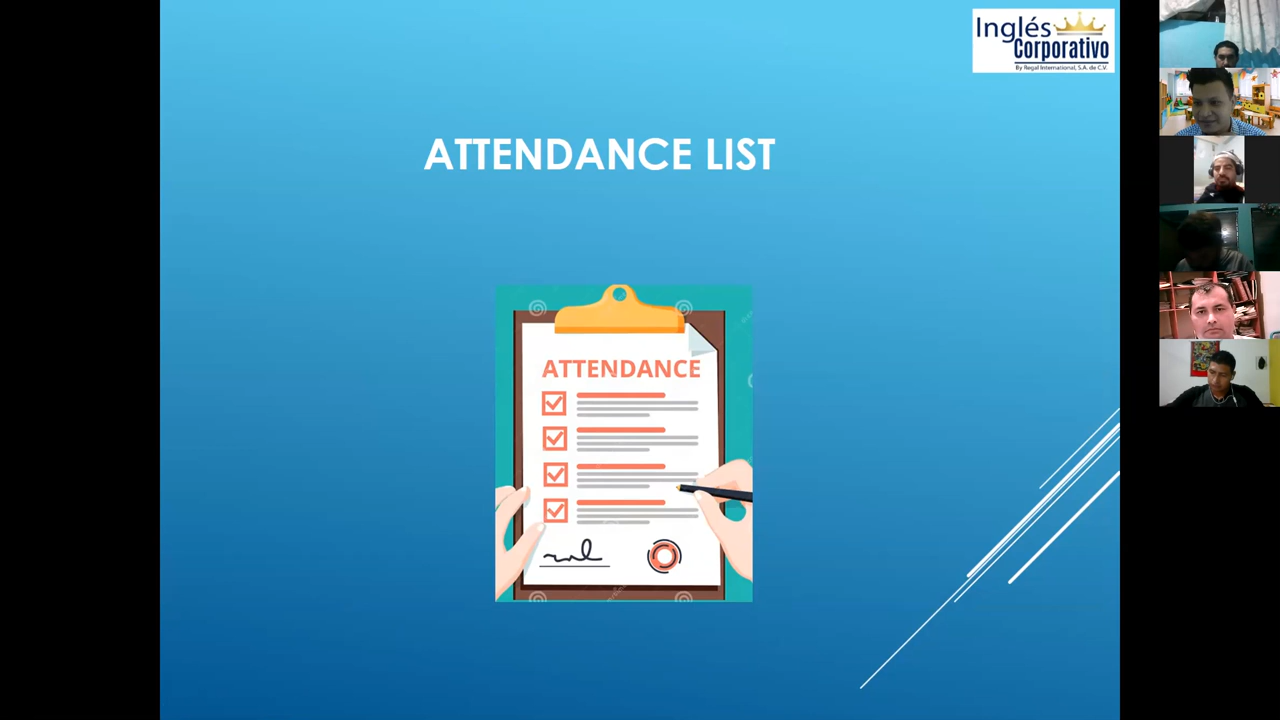 Inglés
Corporativo
By Regal International, S.A. de C.V.
ATTENDANCE LIST
ATTENDANCE